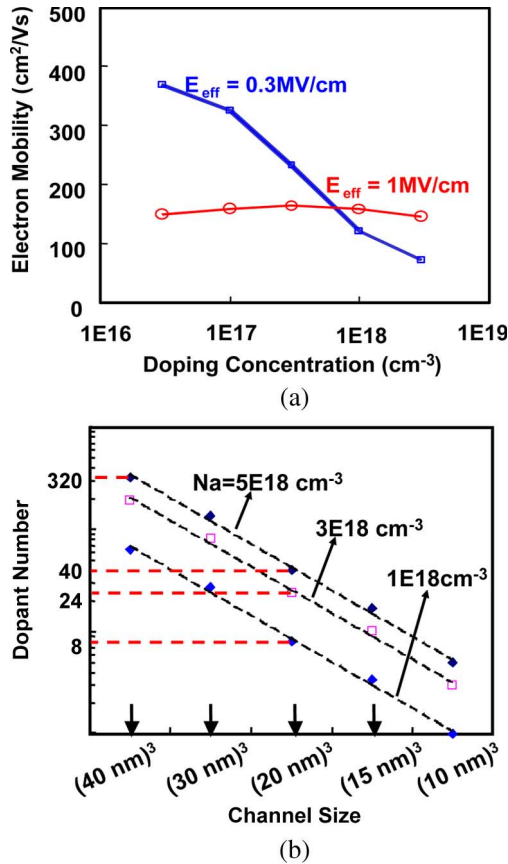 500
400
300
200
100
0
Electron Mobility (cm²/Vs)
E_eff = 0.3MV/cm
E_eff = 1MV/cm
1E16 1E17 1E18 1E19
Doping Concentration (cm⁻³)
(a)
320
40
24
8
Dopant Number
Na=5E18 cm⁻³
3E18 cm⁻³
1E18cm⁻³
(40 nm)³ (30 nm)³ (20 nm)³ (15 nm)³ (10 nm)³
Channel Size
(b)